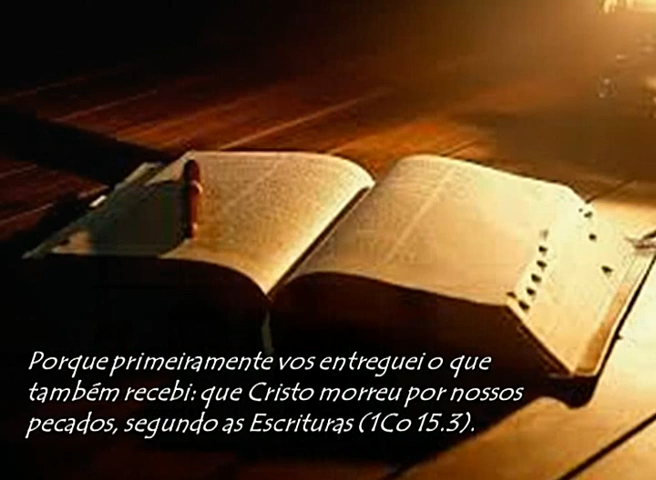 Porque primeiramente vos entreguei o que
também recebi: que Cristo morreu por nossos
pecados, segundo as Escrituras (1Co 15.3).